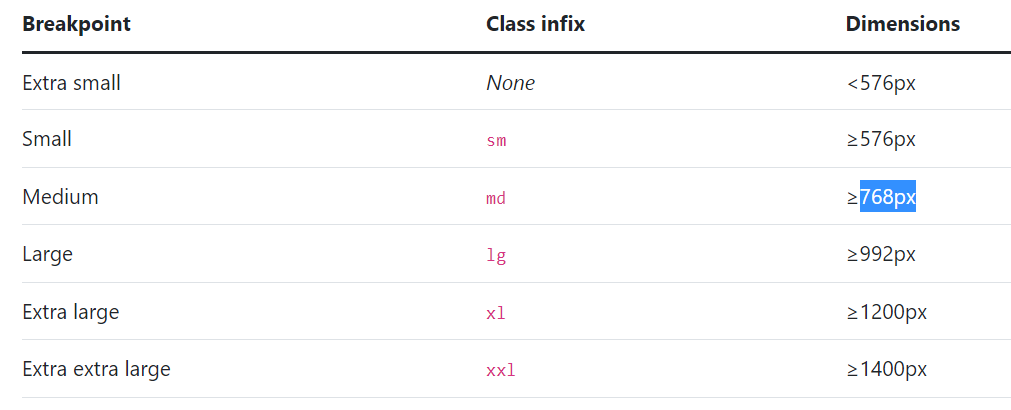 Breakpoint Class infix Dimensions
Extra small None <576px
Small sm ≥576px
Medium md ≥768px
Large lg ≥992px
Extra large xl ≥1200px
Extra extra large xxl ≥1400px